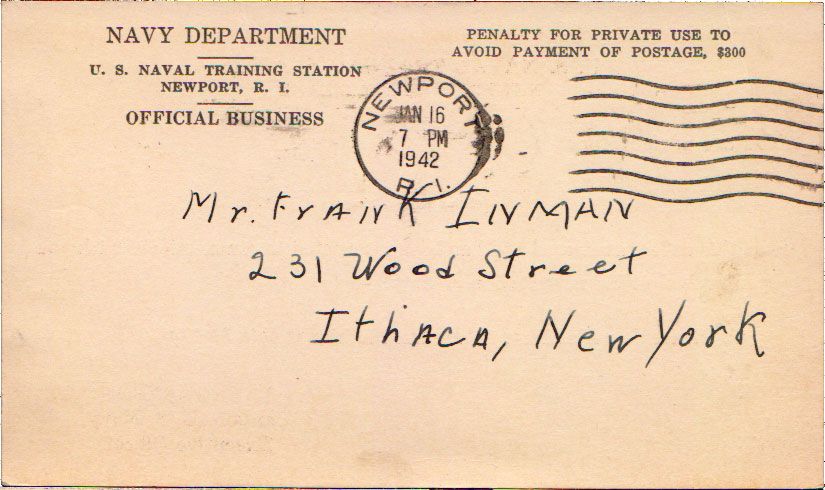 NAVY DEPARTMENT
U. S. NAVAL TRAINING STATION
NEWPORT, R. I.
OFFICIAL BUSINESS
PENALTY FOR PRIVATE USE TO
AVOID PAYMENT OF POSTAGE, $300
NEWPORT
JAN 16
7 PM
1942
R. I.
Mr. FrANK INMAN
231 Wood Street
IthACA, New York